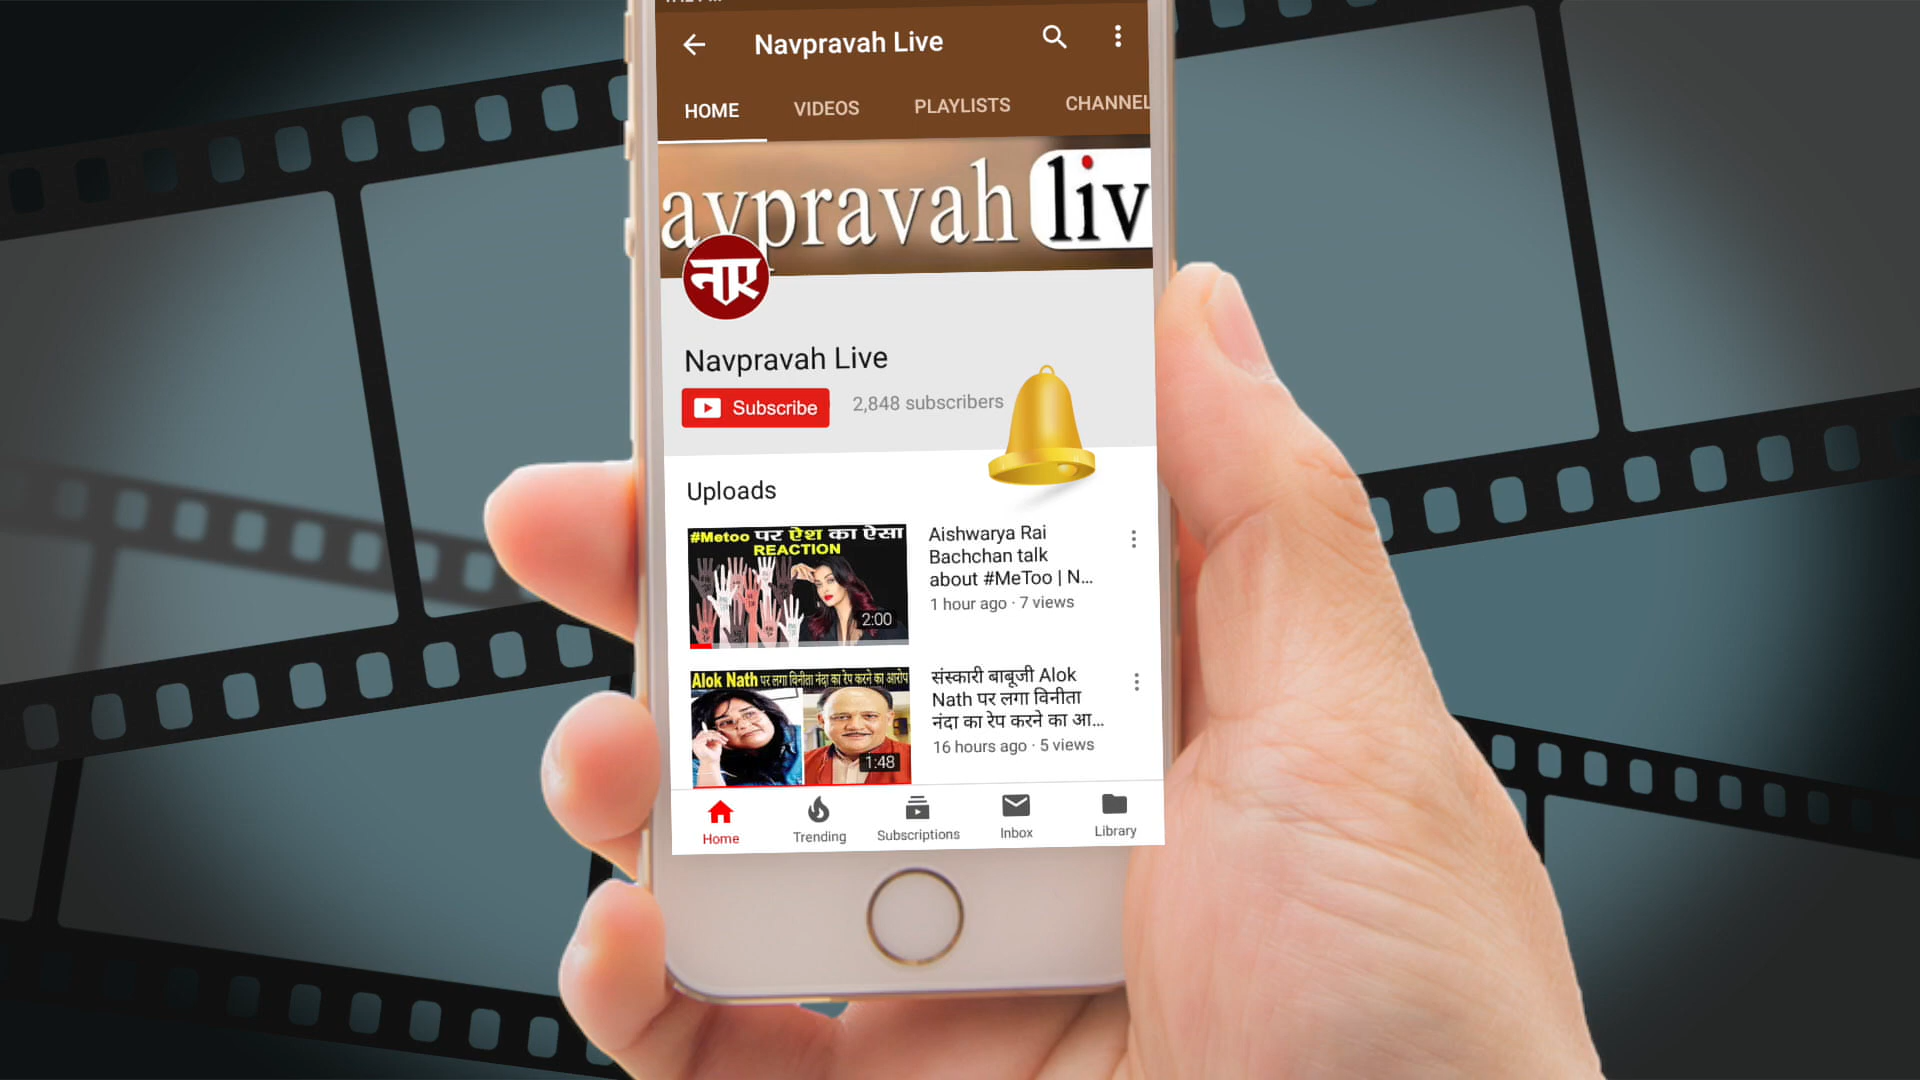 Navpravah Live
HOME VIDEOS PLAYLISTS CHANNEL
avpravah liv
नाए
Navpravah Live
Subscribe 2,848 subscribers
Uploads
#Metoo पर ऐश का ऐसा
REACTION
2:00
Aishwarya Rai
Bachchan talk
about #MeToo | N...
1 hour ago · 7 views
Alok Nath पर लगा विनीता नंदा का रेप करने का आरोप
1:48
संस्कारी बाबूजी Alok
Nath पर लगा विनीता
नंदा का रेप करने का आ...
16 hours ago · 5 views
Home Trending Subscriptions Inbox Library